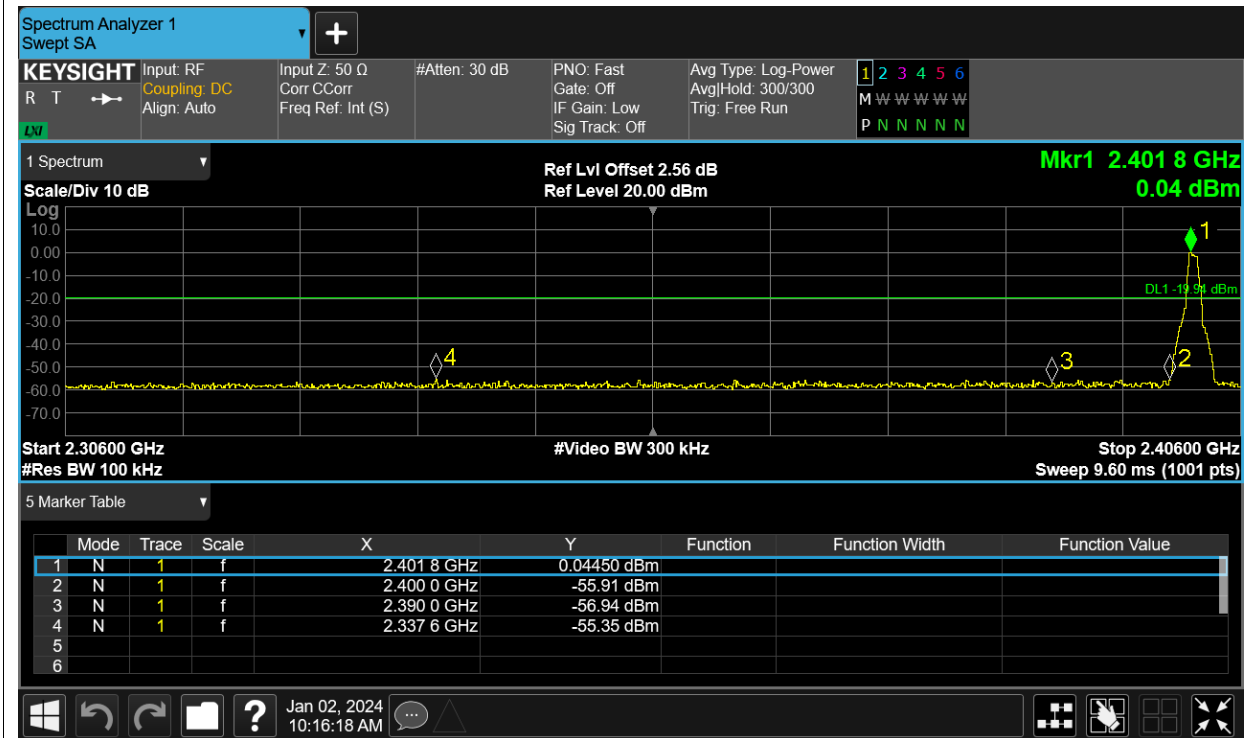 Spectrum Analyzer 1
Swept SA
+
KEYSIGHT
R T
LXI
Input: RF
Coupling: DC
Align: Auto
Input Z: 50 Ω
Corr CCorr
Freq Ref: Int (S)
#Atten: 30 dB
PNO: Fast
Gate: Off
IF Gain: Low
Sig Track: Off
Avg Type: Log-Power
Avg|Hold: 300/300
Trig: Free Run
1 2 3 4 5 6
M W W W W W
P N N N N N
1 Spectrum
Scale/Div 10 dB
Ref Lvl Offset 2.56 dB
Ref Level 20.00 dBm
Mkr1 2.401 8 GHz
0.04 dBm
Log
10.0
0.00
-10.0
-20.0
-30.0
-40.0
-50.0
-60.0
-70.0
1
DL1 -19.94 dBm
4
3
2
Start 2.30600 GHz
#Video BW 300 kHz
Stop 2.40600 GHz
#Res BW 100 kHz
Sweep 9.60 ms (1001 pts)
5 Marker Table
Mode Trace Scale X Y Function Function Width Function Value
1 N 1 f 2.401 8 GHz 0.04450 dBm
2 N 1 f 2.400 0 GHz -55.91 dBm
3 N 1 f 2.390 0 GHz -56.94 dBm
4 N 1 f 2.337 6 GHz -55.35 dBm
5
6
?
Jan 02, 2024
10:16:18 AM